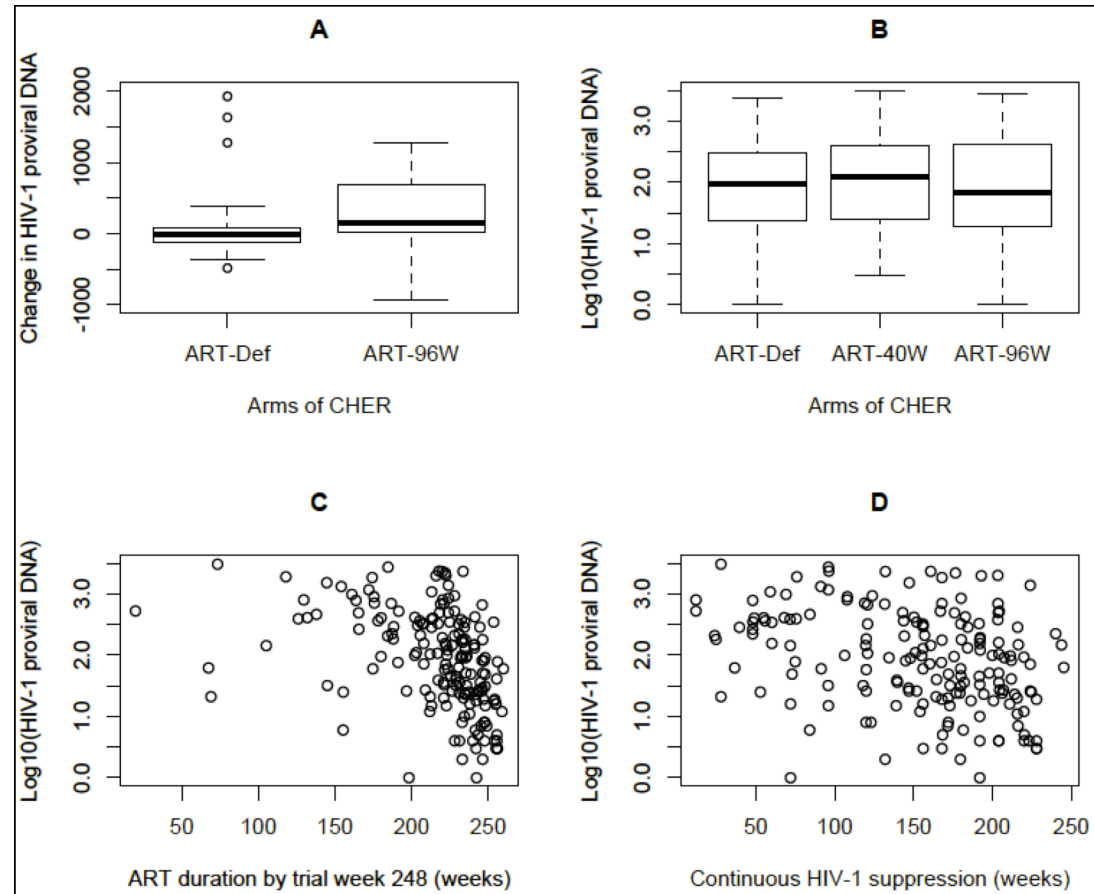 A
Change in HIV-1 proviral DNA
2000
1000
0
-1000
ART-Def ART-96W
Arms of CHER
B
Log10(HIV-1 proviral DNA)
3.0
2.0
1.0
0.0
ART-Def ART-40W ART-96W
Arms of CHER
C
Log10(HIV-1 proviral DNA)
3.0
2.0
1.0
0.0
50 100 150 200 250
ART duration by trial week 248 (weeks)
D
Log10(HIV-1 proviral DNA)
3.0
2.0
1.0
0.0
50 100 150 200 250
Continuous HIV-1 suppression (weeks)